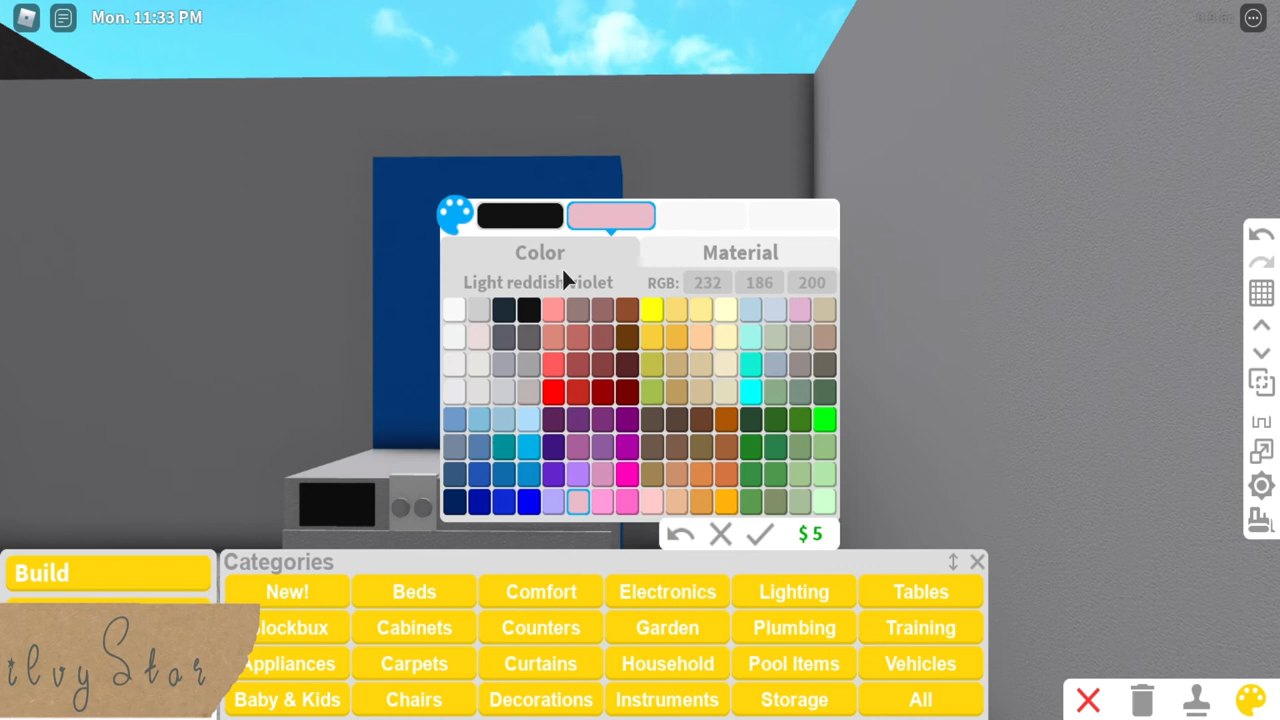 Mon. 11:33 PM
Color
Material
Light reddish violet
RGB: 232 186 200
$ 5
Build
Categories
New! Beds Comfort Electronics Lighting Tables
Blockbux Cabinets Counters Garden Plumbing Training
Appliances Carpets Curtains Household Pool Items Vehicles
Baby & Kids Chairs Decorations Instruments Storage All
ilvyStar